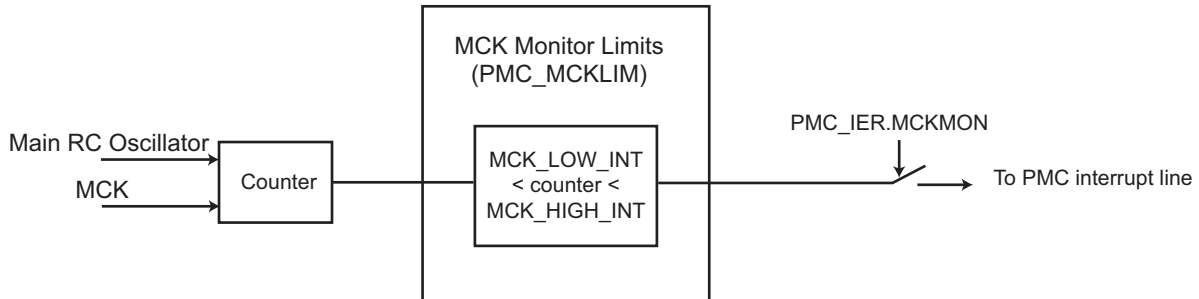 MCK Monitor Limits
(PMC_MCKLIM)
Main RC Oscillator
MCK
Counter
MCK_LOW_INT
< counter <
MCK_HIGH_INT
PMC_IER.MCKMON
To PMC interrupt line